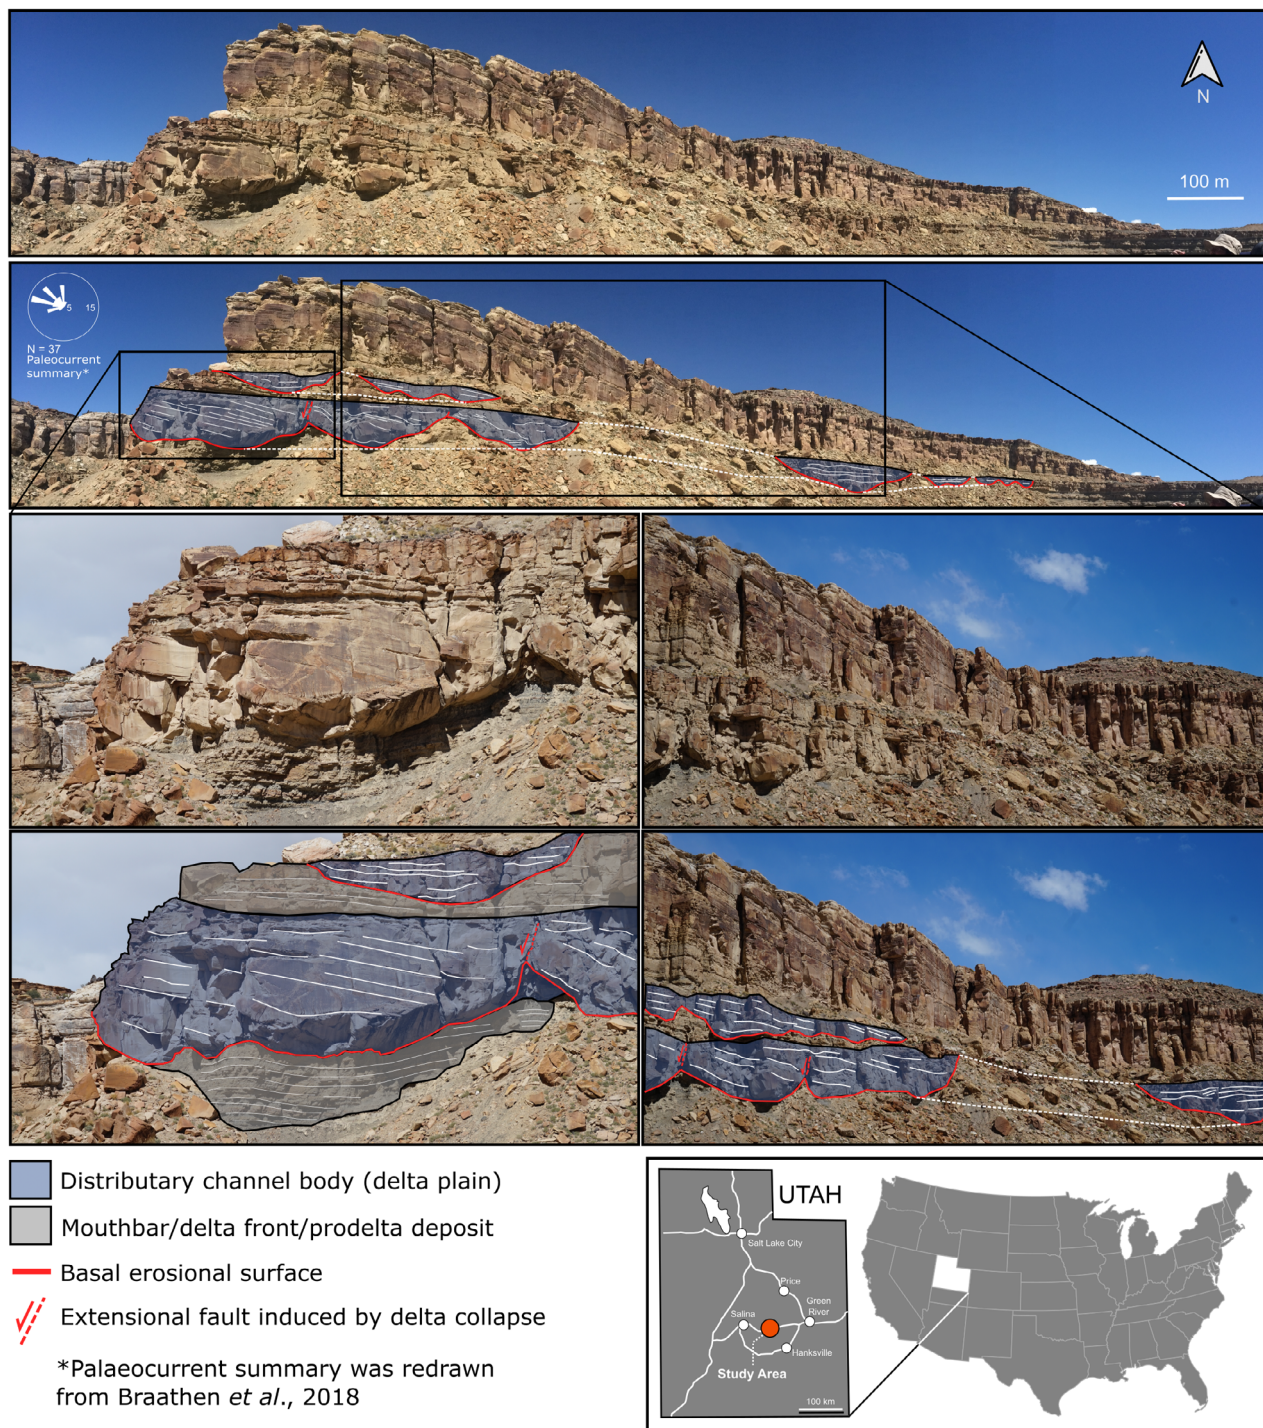 N
100 m
5 15
N = 37
Paleocurrent
summary*
Distributary channel body (delta plain)
Mouthbar/delta front/prodelta deposit
Basal erosional surface
Extensional fault induced by delta collapse
*Palaeocurrent summary was redrawn
from Braathen et al., 2018
UTAH
Salt Lake City
Price
Green
River
Salina
Hanksville
Study Area
100 km